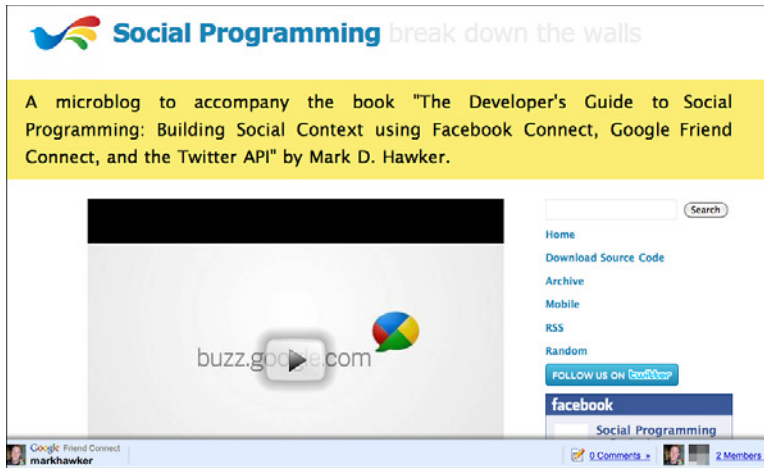 Social Programming break down the walls
A microblog to accompany the book "The Developer's Guide to Social
Programming: Building Social Context using Facebook Connect, Google Friend
Connect, and the Twitter API" by Mark D. Hawker.
Search
Home
Download Source Code
Archive
Mobile
RSS
Random
FOLLOW US ON twitter
buzz.google.com
facebook
Social Programming
Google Friend Connect
markhawker
0 Comments »
2 Members